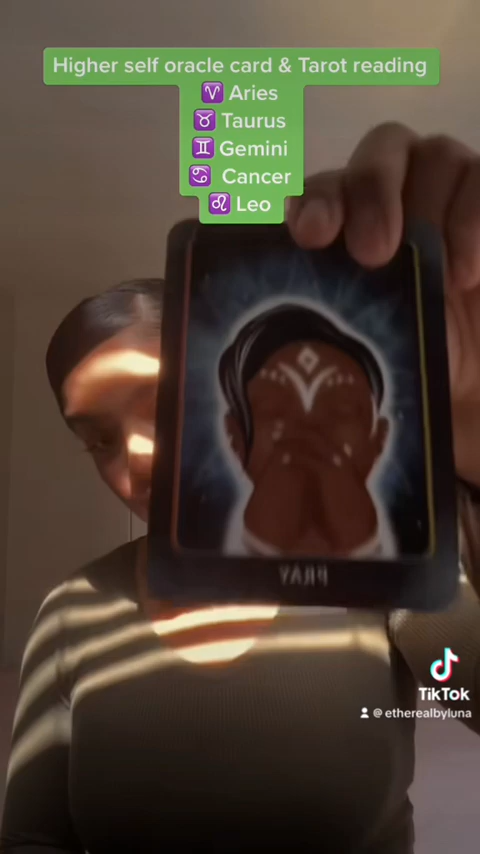 Higher self oracle card & Tarot reading
♈ Aries
♉ Taurus
♊ Gemini
♋ Cancer
♌ Leo
PRAY
TikTok
@etherealbyluna